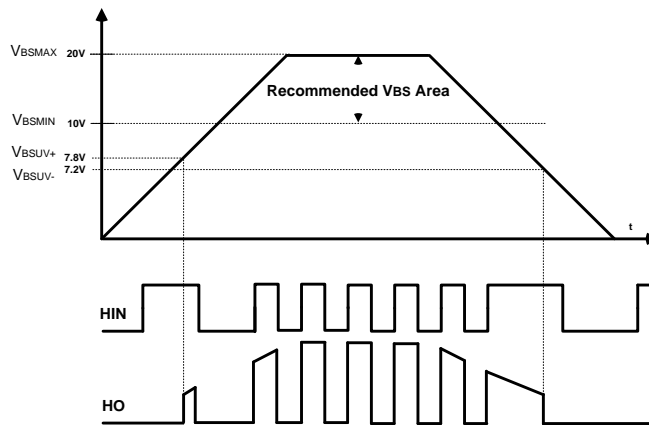 VBSMAX 20V
Recommended VBS Area
VBSMIN 10V
VBSUV+ 7.8V
VBSUV- 7.2V
t
HIN
HO